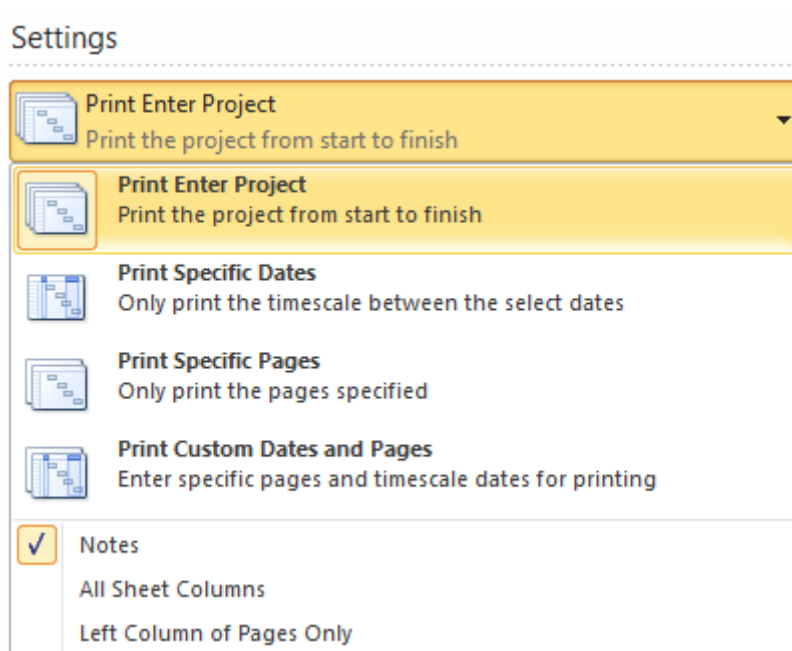 Settings
Print Enter Project
Print the project from start to finish
Print Enter Project
Print the project from start to finish
Print Specific Dates
Only print the timescale between the select dates
Print Specific Pages
Only print the pages specified
Print Custom Dates and Pages
Enter specific pages and timescale dates for printing
Notes
All Sheet Columns
Left Column of Pages Only